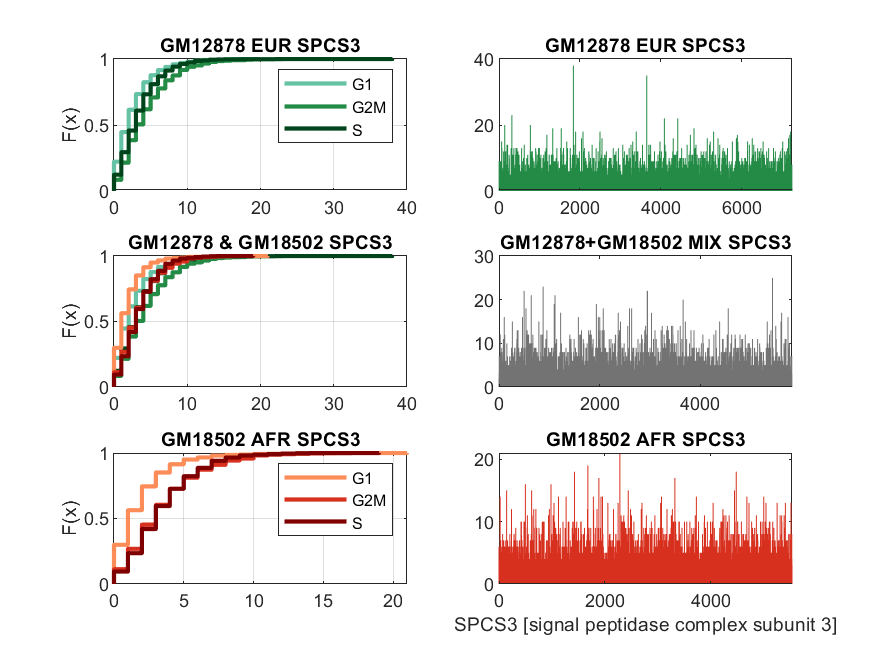 GM12878 EUR SPCS3
1
0.5
0
F(x)
0 10 20 30 40
G1
G2M
S
GM12878 EUR SPCS3
40
20
0
0 2000 4000 6000
GM12878 & GM18502 SPCS3
1
0.5
0
F(x)
0 10 20 30 40
GM12878+GM18502 MIX SPCS3
30
20
10
0
0 2000 4000
GM18502 AFR SPCS3
1
0.5
0
F(x)
0 5 10 15 20
G1
G2M
S
GM18502 AFR SPCS3
20
10
0
0 2000 4000
SPCS3 [signal peptidase complex subunit 3]